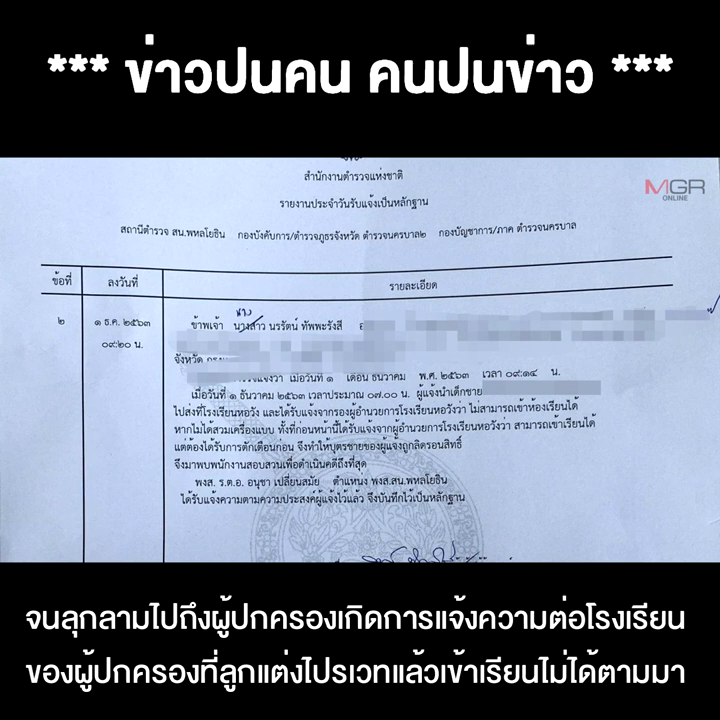 *** ข่าวปนคน คนปนข่าว ***
สำนักงานตำรวจแห่งชาติ
MGR
ONLINE
รายงานประจำวันรับแจ้งเป็นหลักฐาน
สถานีตำรวจ สน.พหลโยธิน กองบังคับการ/ตำรวจภูธรจังหวัด ตำรวจนครบาล๒ กองบัญชาการ/ภาค ตำรวจนครบาล
ข้อที่ ลงวันที่ รายละเอียด
๒ ๑ ธ.ค. ๒๕๖๓ ข้าพเจ้า นางสาว นรรัตน์ ทัพพะรังสี
๐๙:๒๐ น.
จังหวัด
เมื่อวันที่ ๑ เดือน ธันวาคม พ.ศ. ๒๕๖๓ เวลา ๐๙:๑๔ น.
เมื่อวันที่ ๑ ธันวาคม ๒๕๖๓ เวลาประมาณ ๐๗.๐๐ น. ผู้แจ้งนำเด็กชาย
ไปส่งที่โรงเรียนหอวัง และได้รับแจ้งจากรองผู้อำนวยการโรงเรียนหอวังว่า ไม่สามารถเข้าห้องเรียนได้
หากไม่ได้สวมเครื่องแบบ ทั้งที่ก่อนหน้านี้ได้รับแจ้งจากผู้อำนวยการโรงเรียนหอวังว่า สามารถเข้าเรียนได้
แต่ต้องได้รับการตักเตือนก่อน จึงทำให้บุตรชายของผู้แจ้งถูกลิดรอนสิทธิ์
จึงมาพบพนักงานสอบสวนเพื่อดำเนินคดีถึงที่สุด
พงส. ร.ต.อ. อนุชา เปลี่ยนสมัย ตำแหน่ง พงส.สน.พหลโยธิน
ได้รับแจ้งความตามความประสงค์ผู้แจ้งไว้แล้ว จึงบันทึกไว้เป็นหลักฐาน
จนลุกลามไปถึงผู้ปกครองเกิดการแจ้งความต่อโรงเรียน
ของผู้ปกครองที่ลูกแต่งไปรเวทแล้วเข้าเรียนไม่ได้ตามมา